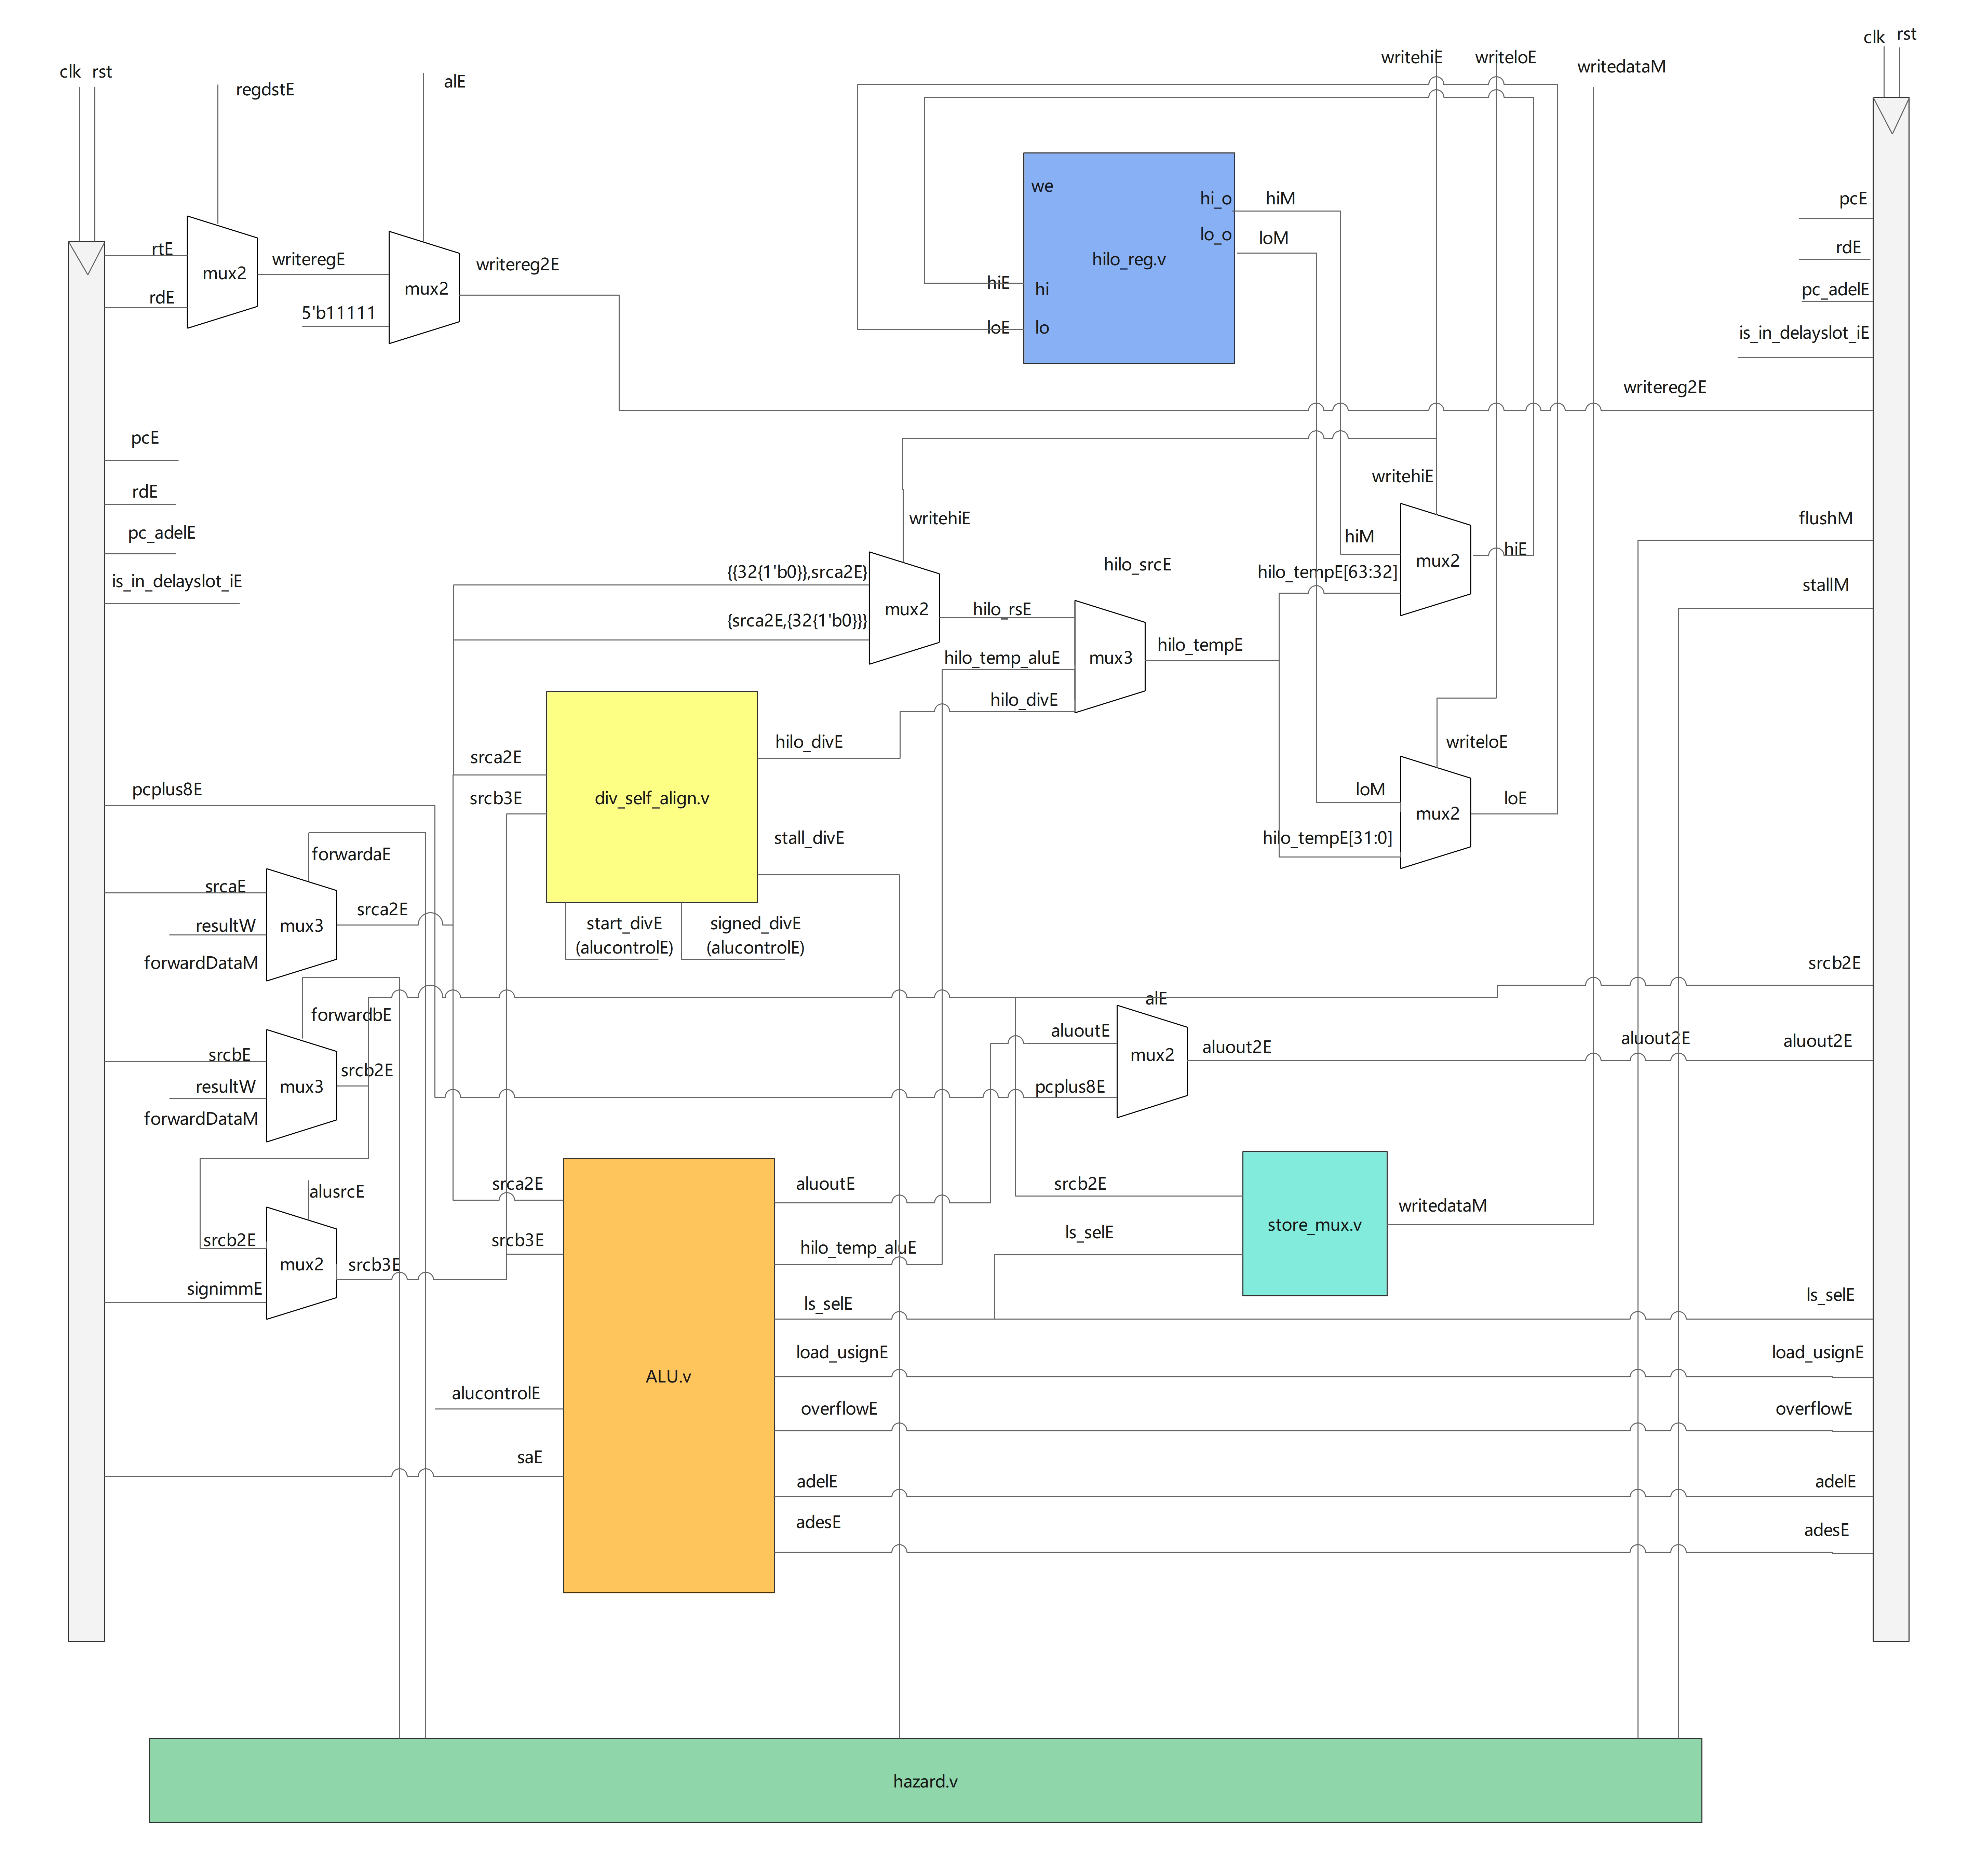 clk rst
regdstE
alE
writehiE
writeloE
writedataM
clk rst
rtE
rdE
mux2
writeregE
5'b11111
mux2
writereg2E
we
hi_o
lo_o
hilo_reg.v
hi
lo
hiE
loE
hiM
loM
pcE
rdE
pc_adelE
is_in_delayslot_iE
writereg2E
pcE
rdE
pc_adelE
is_in_delayslot_iE
writehiE
writehiE
{{32{1'b0}},srca2E}
{srca2E,{32{1'b0}}}
mux2
hilo_rsE
hilo_srcE
hilo_temp_aluE
hilo_divE
mux3
hilo_tempE
hiM
hilo_tempE[63:32]
mux2
hiE
flushM
stallM
writeloE
loM
hilo_tempE[31:0]
mux2
loE
pcplus8E
srca2E
srcb3E
div_self_align.v
hilo_divE
stall_divE
start_divE
(alucontrolE)
signed_divE
(alucontrolE)
forwardaE
srcaE
resultW
forwardDataM
mux3
srca2E
forwardbE
srcbE
resultW
forwardDataM
mux3
srcb2E
alE
aluoutE
pcplus8E
mux2
aluout2E
srcb2E
aluout2E
aluout2E
alusrcE
srcb2E
signimmE
mux2
srcb3E
srca2E
srcb3E
alucontrolE
saE
ALU.v
aluoutE
hilo_temp_aluE
ls_selE
load_usignE
overflowE
adelE
adesE
srcb2E
ls_selE
store_mux.v
writedataM
ls_selE
load_usignE
overflowE
adelE
adesE
hazard.v